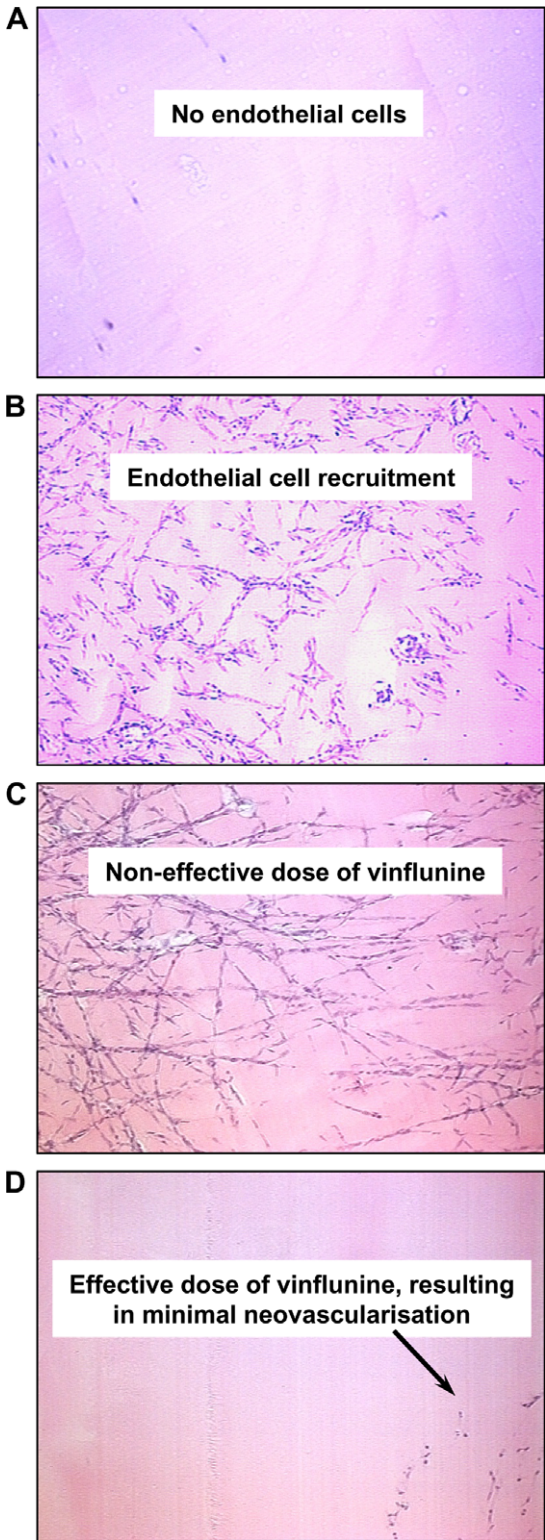 A
No endothelial cells
B
Endothelial cell recruitment
C
Non-effective dose of vinflunine
D
Effective dose of vinflunine, resulting
in minimal neovascularisation